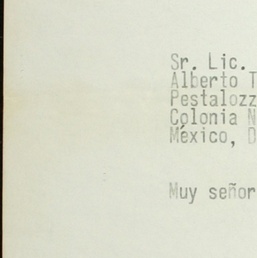 Sr. Lic.
Alberto T
Pestalozz
Colonia N
México, D
Muy señor